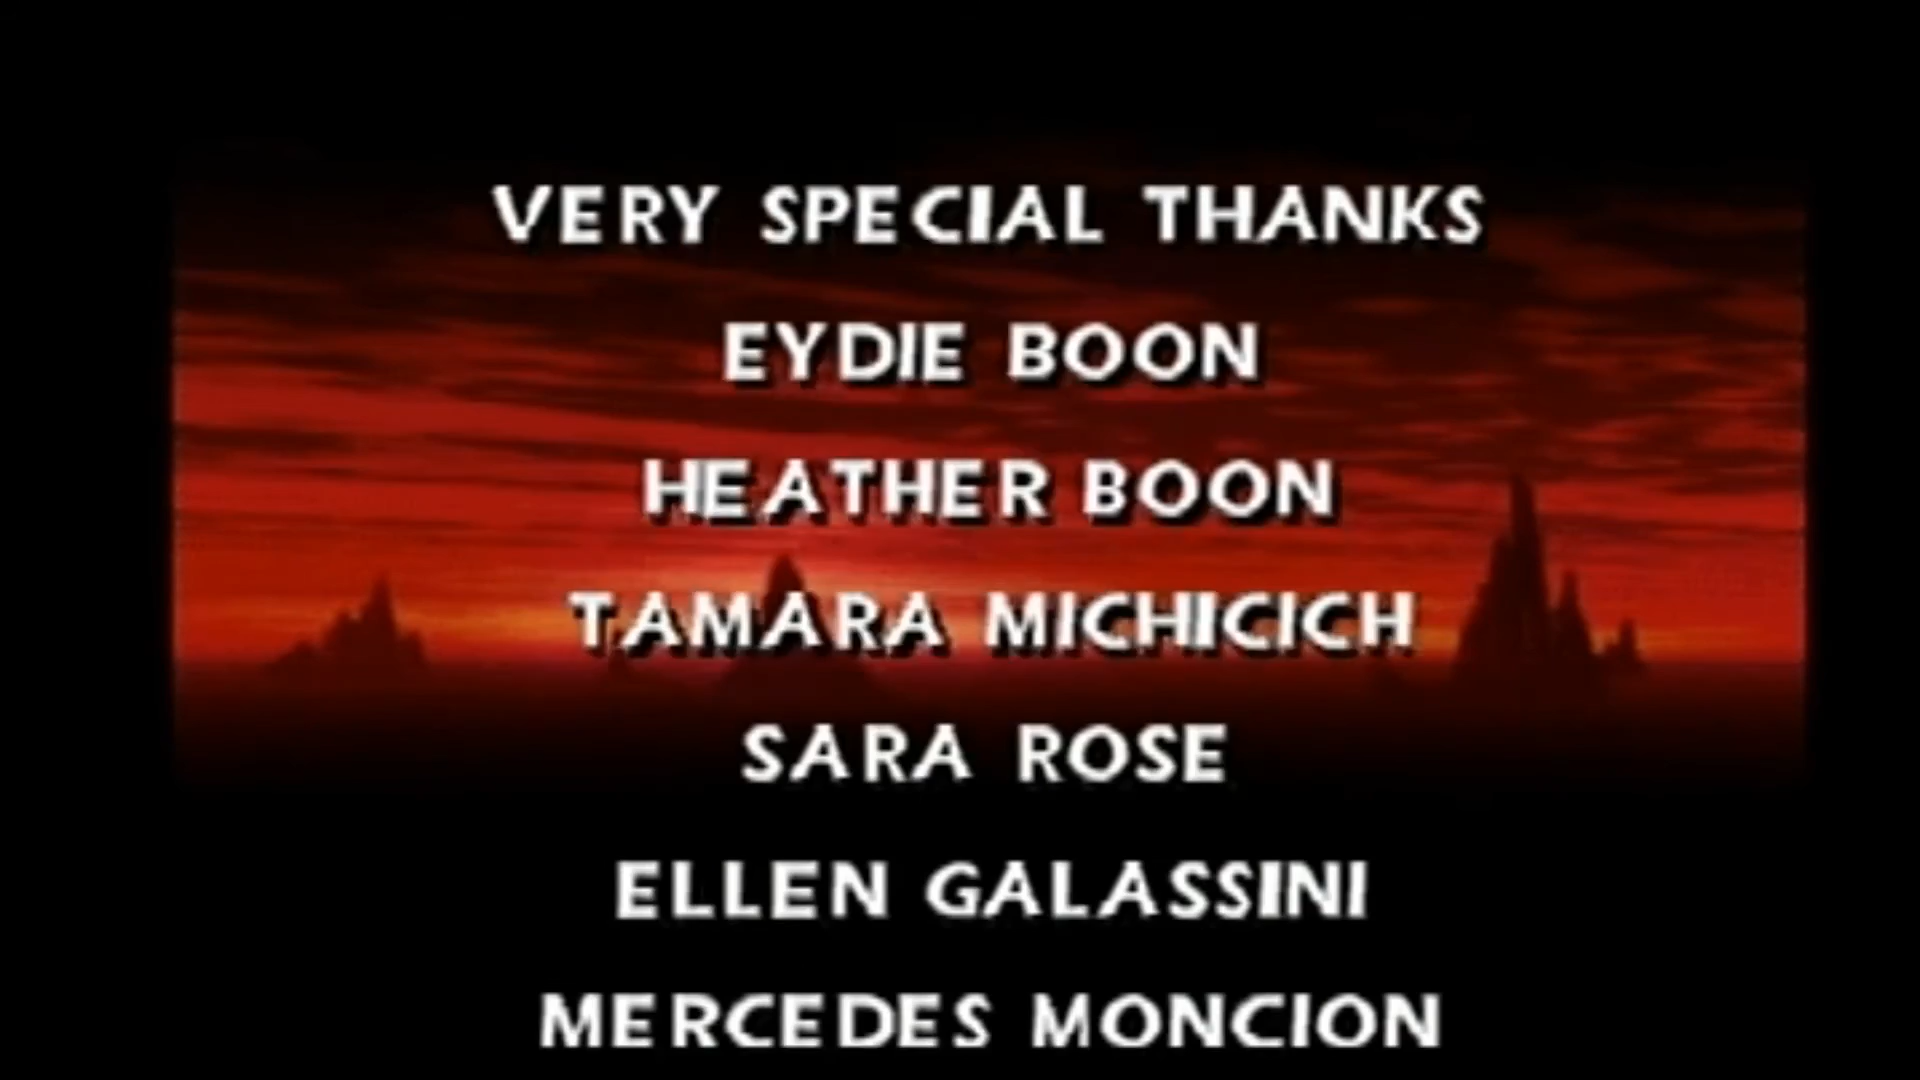 VERY SPECIAL THANKS
EYDIE BOON
HEATHER BOON
TAMARA MICHICICH
SARA ROSE
ELLEN GALASSINI
MERCEDES MONCION